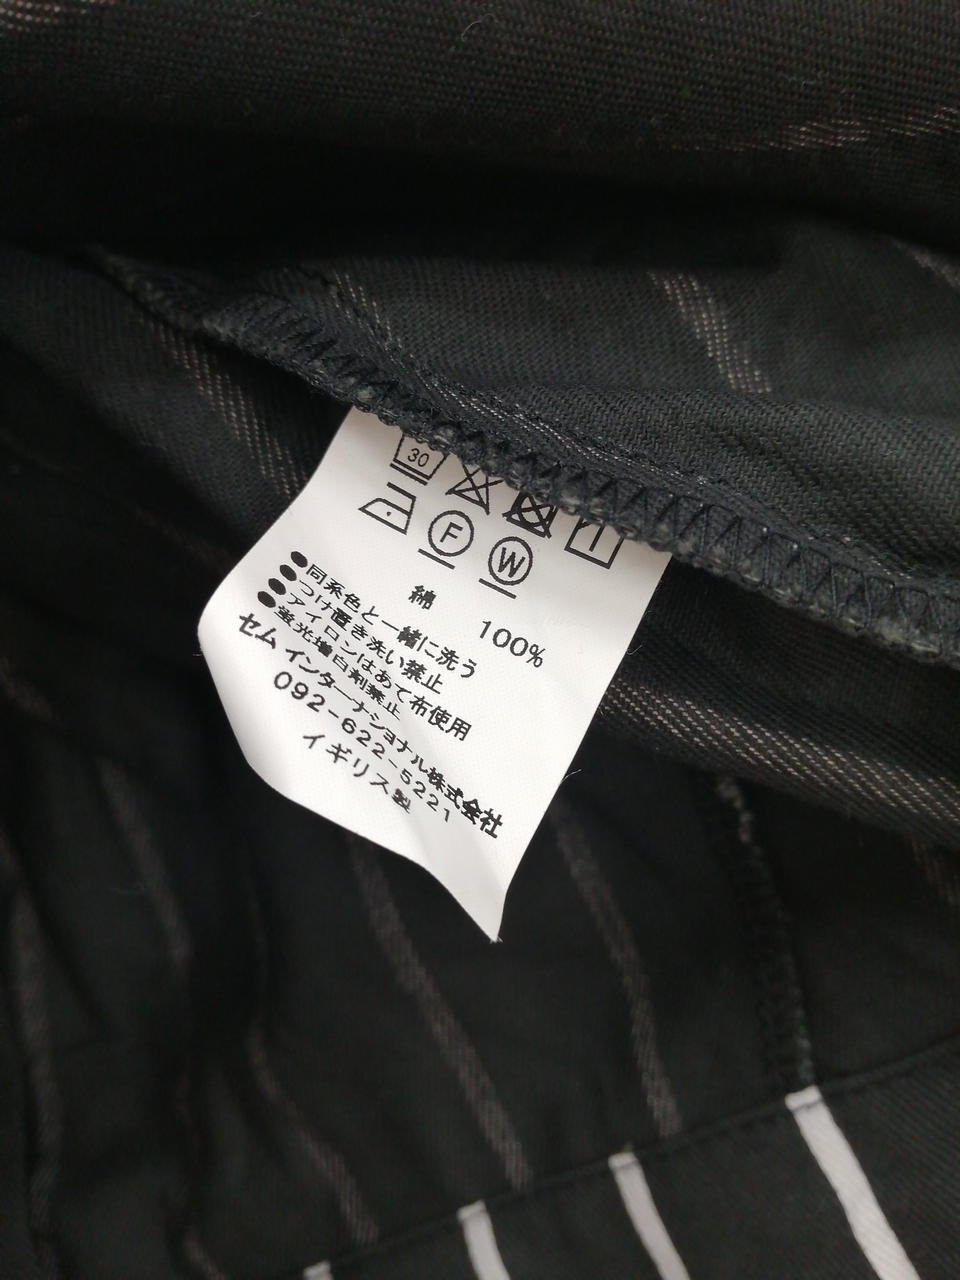 30
F W
綿 100%
●同系色と一緒に洗う
●つけ置き洗い禁止
●アイロンはあて布使用
●蛍光増白剤禁止
セム インターナショナル株式会社
092-622-5221
イギリス製